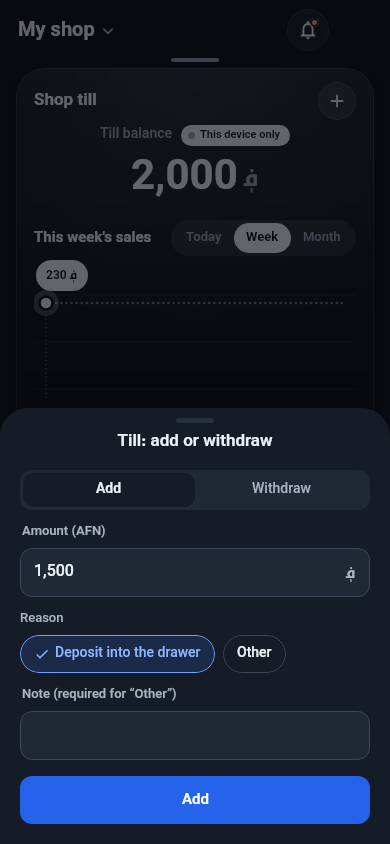 My shop
Shop till
Till balance
This device only
2,000 ؋
This week's sales
Today
Week
Month
230 ؋
Till: add or withdraw
Add
Withdraw
Amount (AFN)
1,500 ؋
Reason
Deposit into the drawer
Other
Note (required for “Other”)
Add